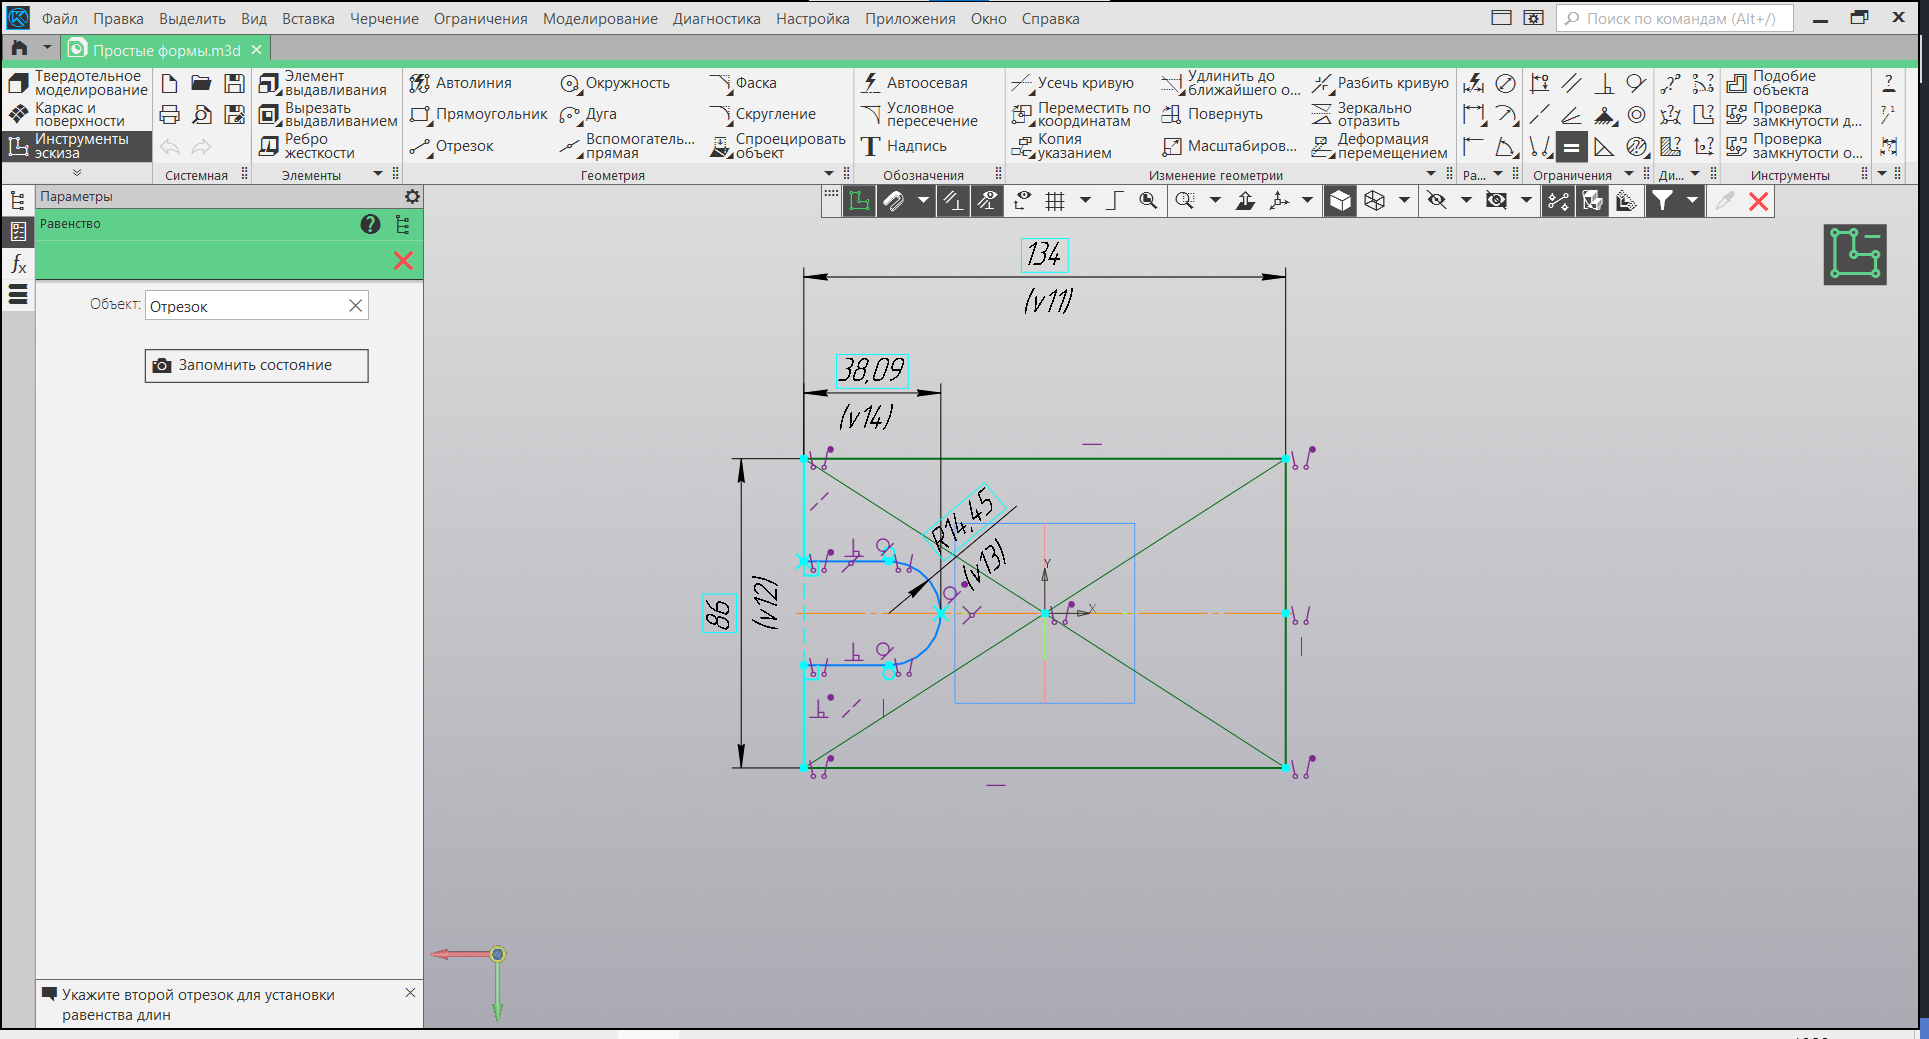 Файл Правка Выделить Вид Вставка Черчение Ограничения Моделирование Диагностика Настройка Приложения Окно Справка
Поиск по командам (Alt+/)
Простые формы.m3d
Твердотельное моделирование
Каркас и поверхности
Инструменты эскиза
Системная
Элемент выдавливания
Вырезать выдавливанием
Ребро жесткости
Элементы
Автолиния
Окружность
Фаска
Прямоугольник
Дуга
Скругление
Отрезок
Вспомогатель... прямая
Спроецировать объект
Геометрия
Автоосевая
Условное пересечение
Надпись
Обозначения
Усечь кривую
Удлинить до ближайшего о...
Разбить кривую
Переместить по координатам
Повернуть
Зеркально отразить
Копия указанием
Масштабиров...
Деформация перемещением
Изменение геометрии
Ра...
Ограничения
Ди...
Подобие объекта
Проверка замкнутости д...
Проверка замкнутости о...
Инструменты
Параметры
Равенство
Объект: Отрезок
Запомнить состояние
134
(v11)
38,09
(v14)
R14,45
(v13)
86
(v12)
Y
X
Укажите второй отрезок для установки
равенства длин